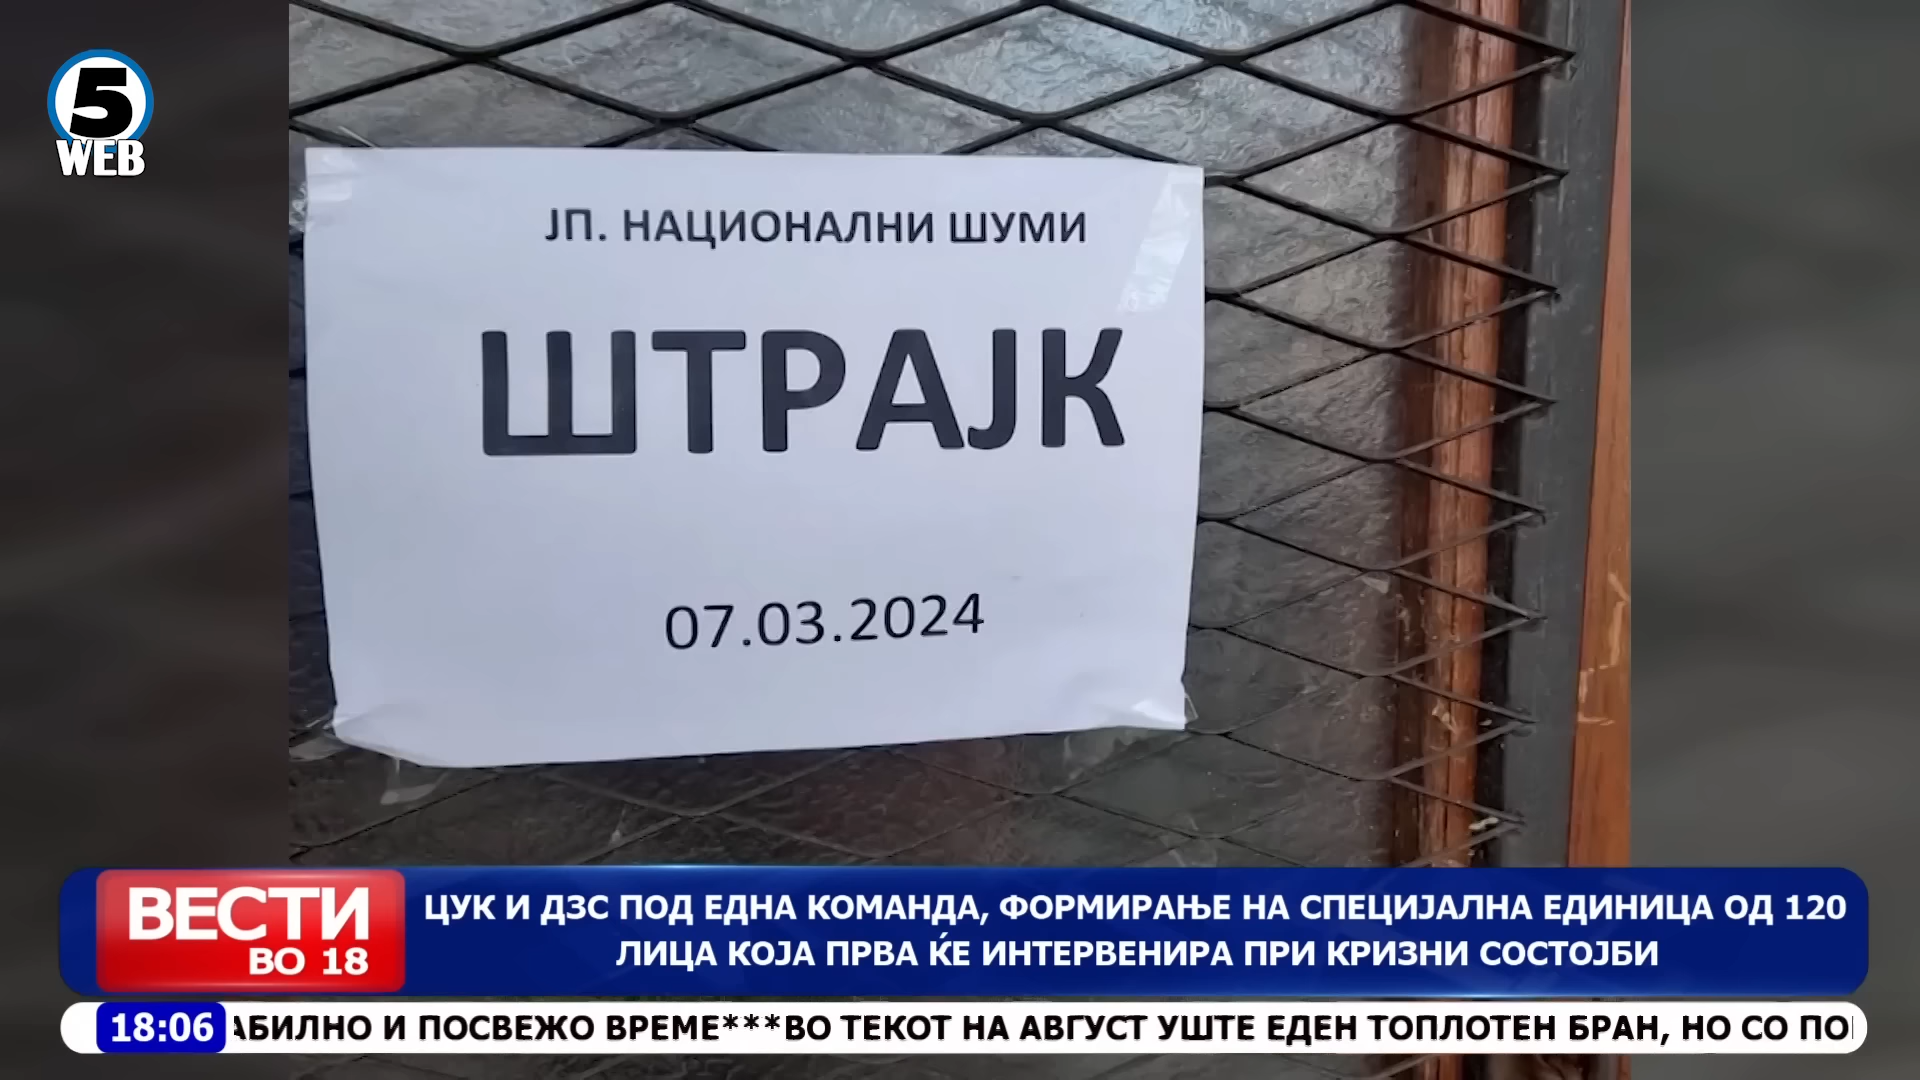 5
WEB
ЈП. НАЦИОНАЛНИ ШУМИ
ШТРАЈК
07.03.2024
ВЕСТИ
ВО 18
ЦУК И ДЗС ПОД ЕДНА КОМАНДА, ФОРМИРАЊЕ НА СПЕЦИЈАЛНА ЕДИНИЦА ОД 120
ЛИЦА КОЈА ПРВА ЌЕ ИНТЕРВЕНИРА ПРИ КРИЗНИ СОСТОЈБИ
18:06 АБИЛНО И ПОСВЕЖО ВРЕМЕ***ВО ТЕКОТ НА АВГУСТ УШТЕ ЕДЕН ТОПЛОТЕН БРАН, НО СО ПО